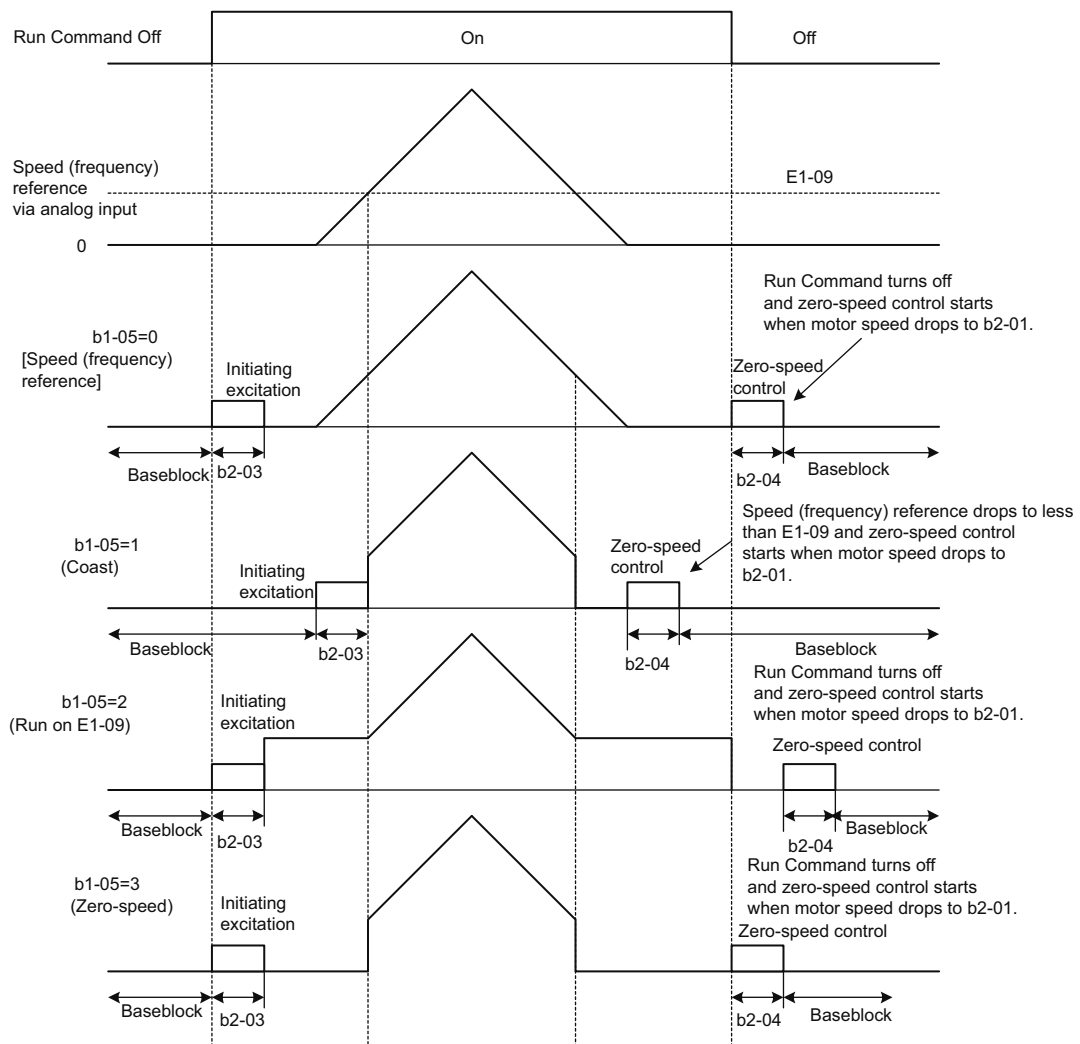 Run Command Off
On
Off
Speed (frequency)
reference
via analog input
E1-09
0
Run Command turns off
and zero-speed control starts
when motor speed drops to b2-01.
b1-05=0
[Speed (frequency)
reference]
Initiating
excitation
Zero-speed
control
Baseblock
b2-03
b2-04
Baseblock
Speed (frequency) reference drops to less
than E1-09 and zero-speed control
starts when motor speed drops to
b2-01.
b1-05=1
(Coast)
Initiating
excitation
Zero-speed
control
Baseblock
b2-03
b2-04
Baseblock
Run Command turns off
and zero-speed control starts
when motor speed drops to b2-01.
b1-05=2
(Run on E1-09)
Initiating
excitation
Zero-speed control
Baseblock
b2-03
b2-04
Baseblock
Run Command turns off
and zero-speed control starts
when motor speed drops to b2-01.
b1-05=3
(Zero-speed)
Initiating
excitation
Zero-speed control
Baseblock
b2-03
b2-04
Baseblock